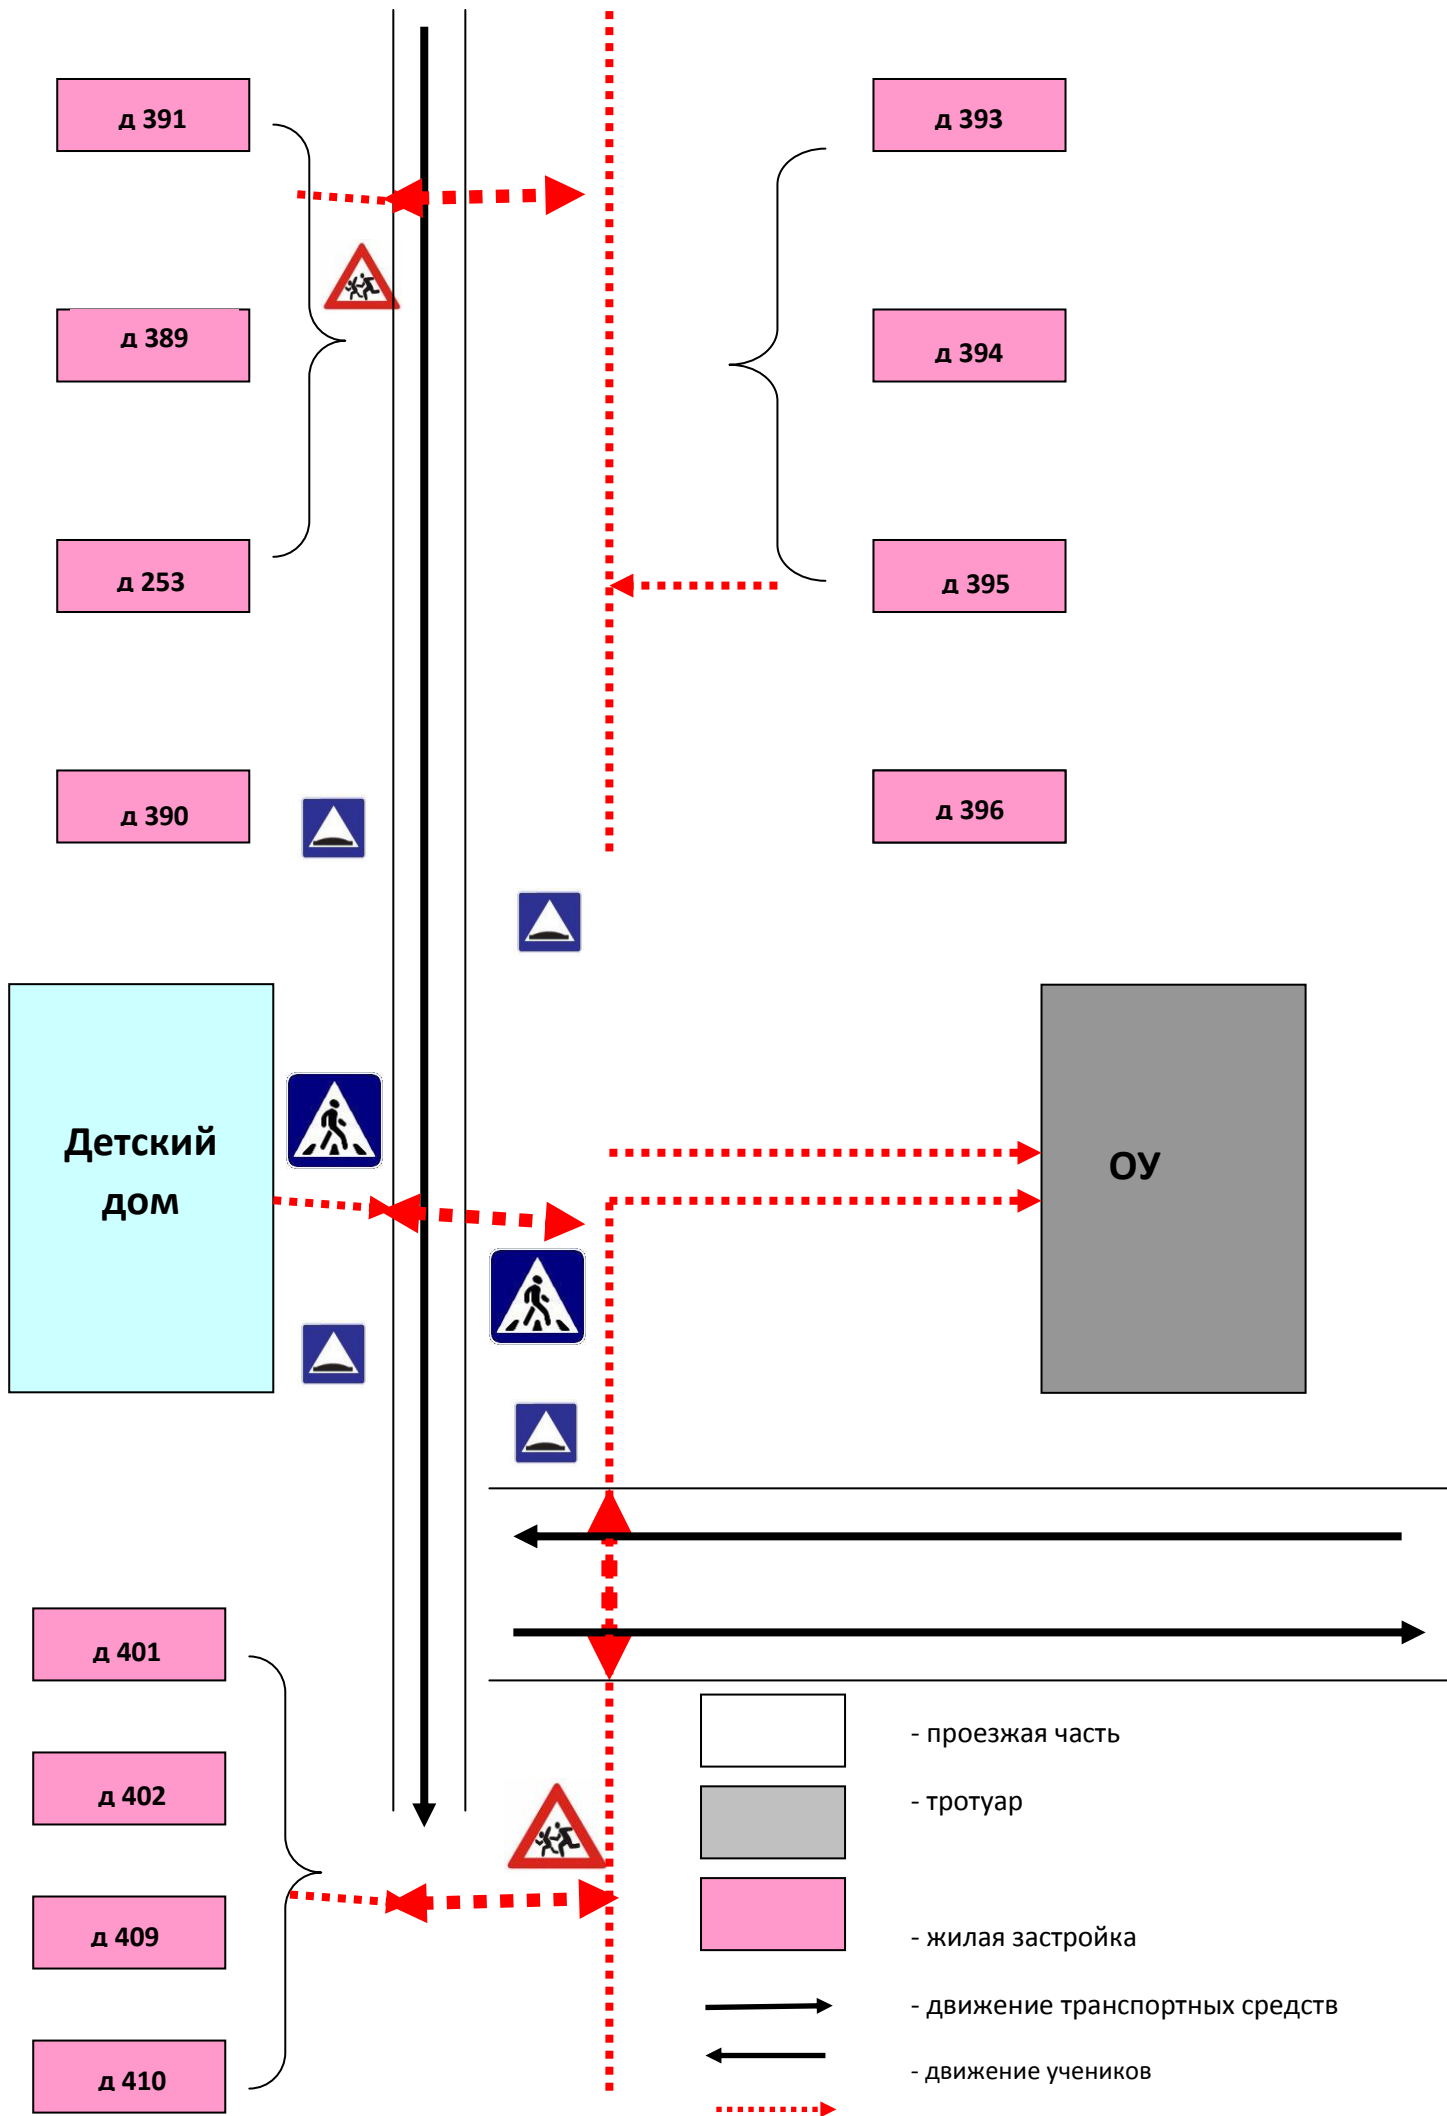 д 391
д 393
д 389
д 394
д 253
д 395
д 390
д 396
Детский
дом
ОУ
д 401
д 402
д 409
д 410
- проезжая часть
- тротуар
- жилая застройка
- движение транспортных средств
- движение учеников